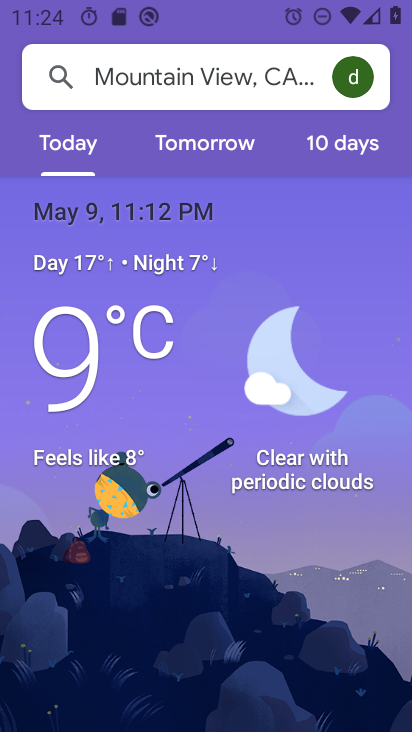 11:24
Mountain View, CA...
d
Today
Tomorrow
10 days
May 9, 11:12 PM
Day 17°↑ • Night 7°↓
9°C
Feels like 8°
Clear with
periodic clouds